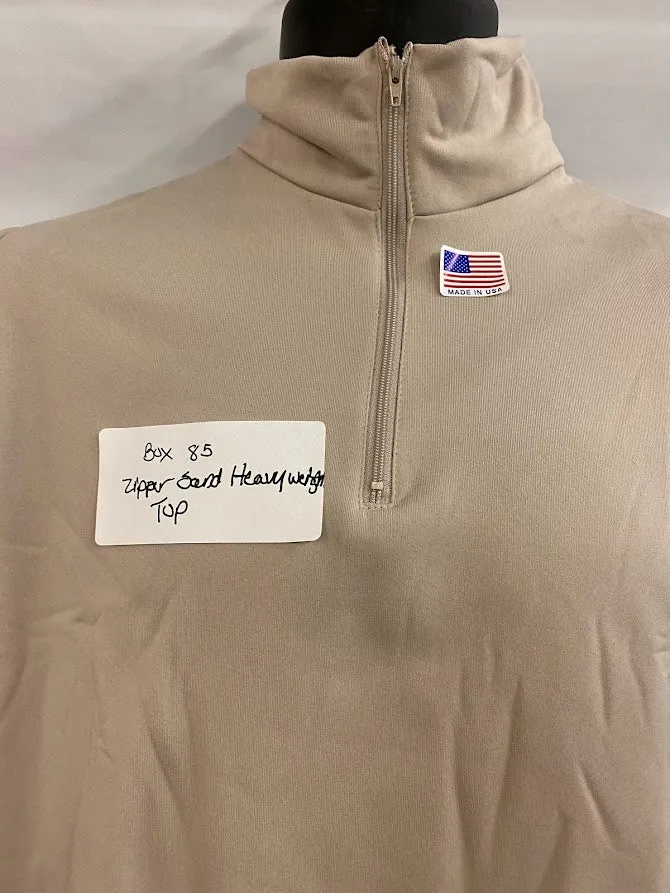 MADE IN USA
Box 85
Zipper Sand Heavyweight
TOP